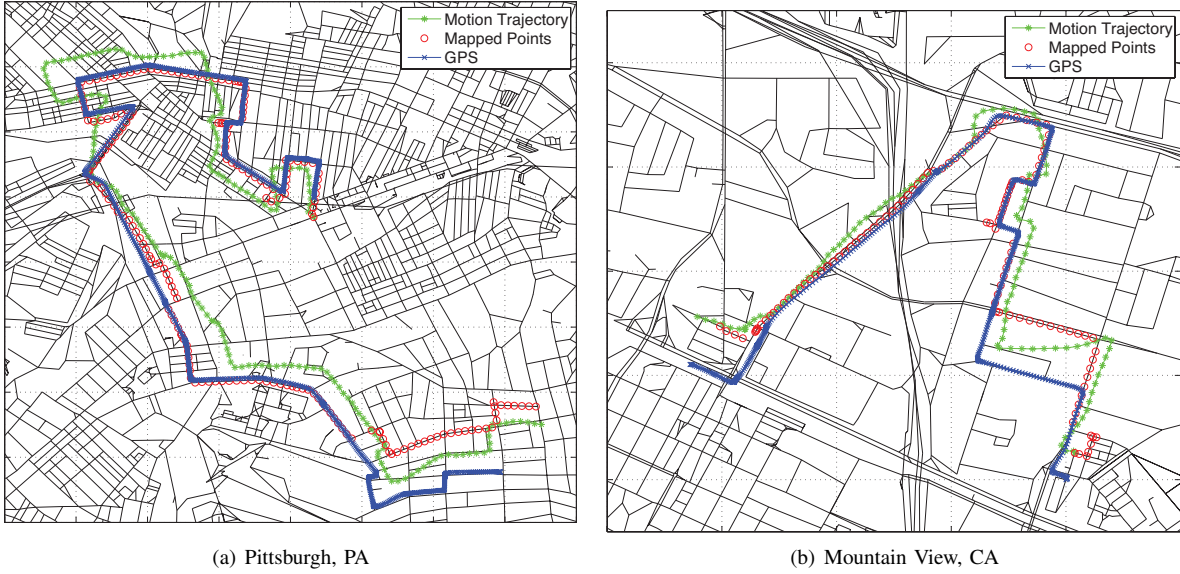 Motion Trajectory
Mapped Points
GPS
Motion Trajectory
Mapped Points
GPS
(a) Pittsburgh, PA
(b) Mountain View, CA